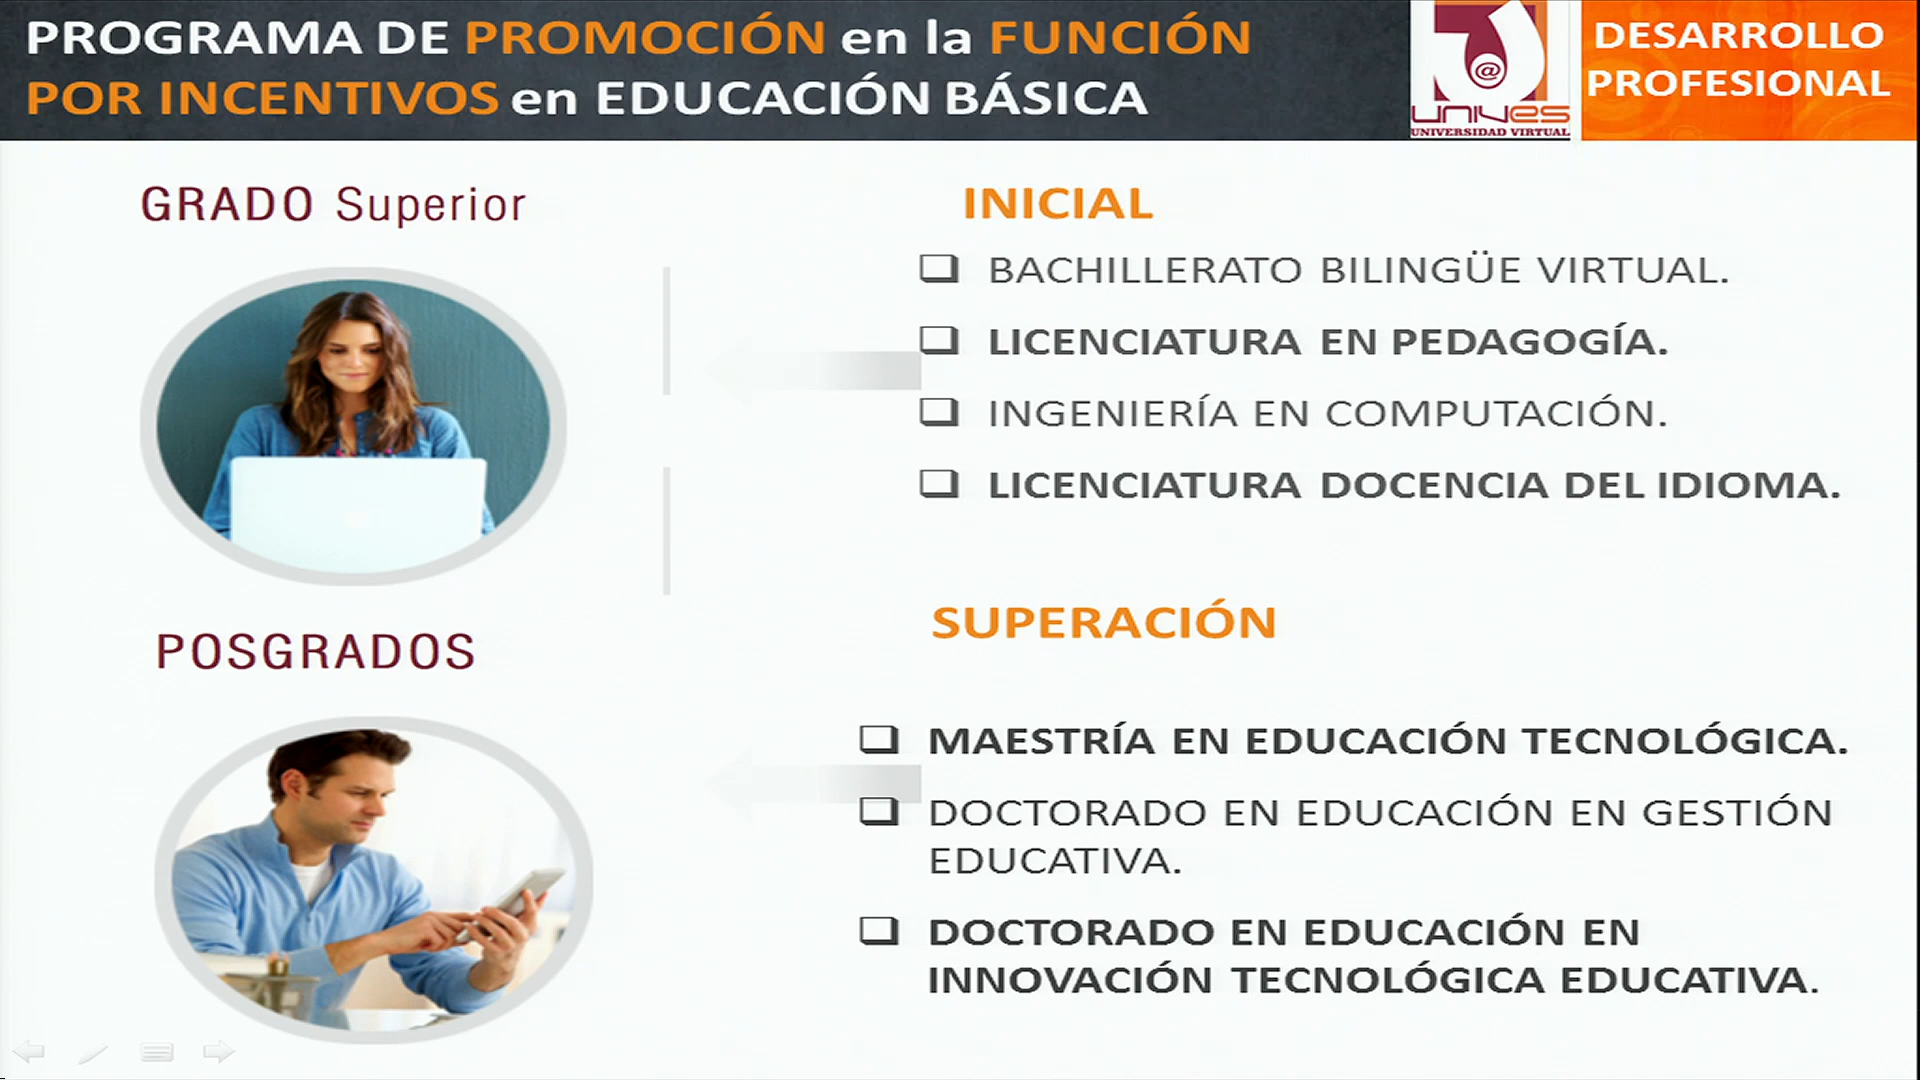 PROGRAMA DE PROMOCIÓN en la FUNCIÓN
POR INCENTIVOS en EDUCACIÓN BÁSICA
@
UNIVES
UNIVERSIDAD VIRTUAL
DESARROLLO
PROFESIONAL
GRADO Superior
INICIAL
❑ BACHILLERATO BILINGÜE VIRTUAL.
❑ LICENCIATURA EN PEDAGOGÍA.
❑ INGENIERÍA EN COMPUTACIÓN.
❑ LICENCIATURA DOCENCIA DEL IDIOMA.
POSGRADOS
SUPERACIÓN
❑ MAESTRÍA EN EDUCACIÓN TECNOLÓGICA.
❑ DOCTORADO EN EDUCACIÓN EN GESTIÓN
EDUCATIVA.
❑ DOCTORADO EN EDUCACIÓN EN
INNOVACIÓN TECNOLÓGICA EDUCATIVA.